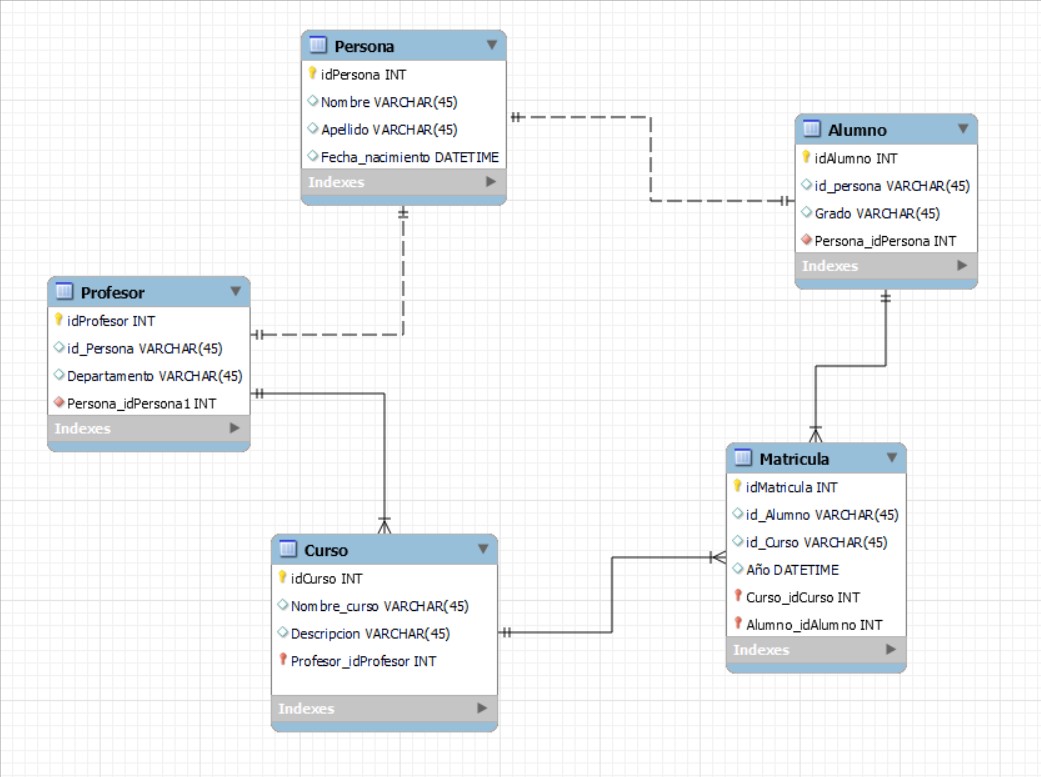 Persona
idPersona INT
Nombre VARCHAR(45)
Apellido VARCHAR(45)
Fecha_nacimiento DATETIME
Indexes
Alumno
idAlumno INT
id_persona VARCHAR(45)
Grado VARCHAR(45)
Persona_idPersona INT
Indexes
Profesor
idProfesor INT
id_Persona VARCHAR(45)
Departamento VARCHAR(45)
Persona_idPersona1 INT
Indexes
Curso
idCurso INT
Nombre_curso VARCHAR(45)
Descripcion VARCHAR(45)
Profesor_idProfesor INT
Indexes
Matricula
idMatricula INT
id_Alumno VARCHAR(45)
id_Curso VARCHAR(45)
Año DATETIME
Curso_idCurso INT
Alumno_idAlumno INT
Indexes